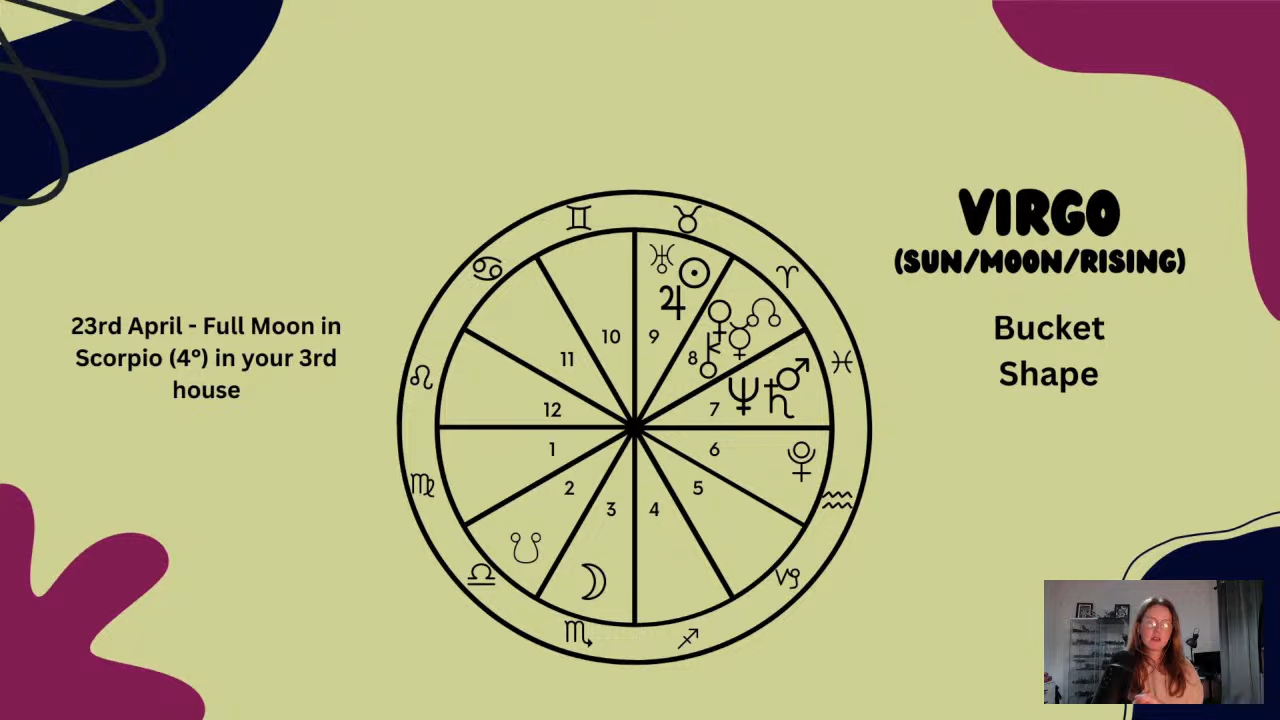 VIRGO
(SUN/MOON/RISING)
Bucket
Shape
23rd April - Full Moon in
Scorpio (4°) in your 3rd
house
10
9
11
8
12
7
1
6
2
5
3
4